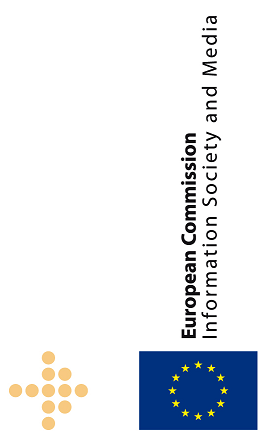 European Commission
Information Society and Media